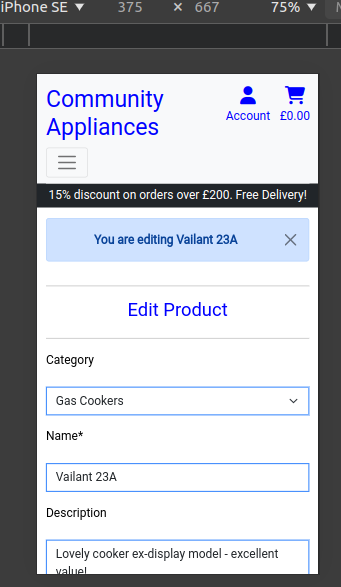 iPhone SE ▼ 375 × 667 75% ▼
Community
Appliances
Account £0.00
15% discount on orders over £200. Free Delivery!
You are editing Vailant 23A
Edit Product
Category
Gas Cookers
Name*
Vailant 23A
Description
Lovely cooker ex-display model - excellent
value!